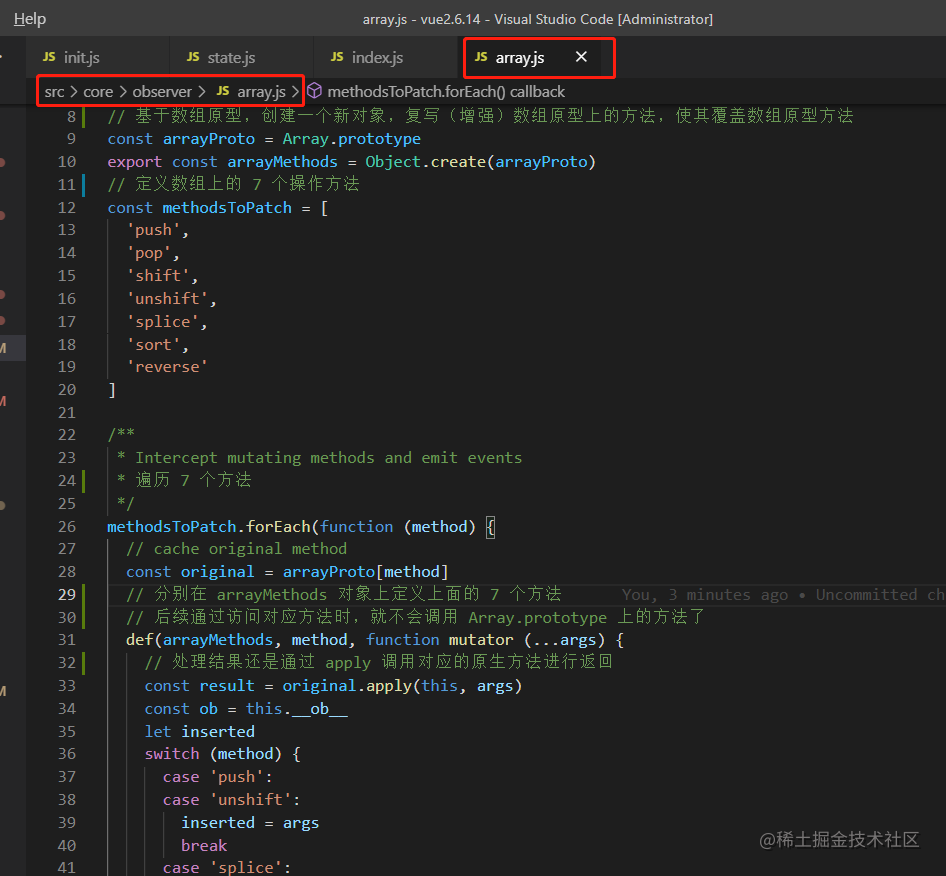 Help
array.js - vue2.6.14 - Visual Studio Code [Administrator]
JS init.js JS state.js JS index.js JS array.js ×
src > core > observer > JS array.js > methodsToPatch.forEach() callback
8 // 基于数组原型，创建一个新对象，复写（增强）数组原型上的方法，使其覆盖数组原型方法
9 const arrayProto = Array.prototype
10 export const arrayMethods = Object.create(arrayProto)
11 // 定义数组上的 7 个操作方法
12 const methodsToPatch = [
13 'push',
14 'pop',
15 'shift',
16 'unshift',
17 'splice',
18 'sort',
19 'reverse'
20 ]
21
22 /**
23 * Intercept mutating methods and emit events
24 * 遍历 7 个方法
25 */
26 methodsToPatch.forEach(function (method) {
27 // cache original method
28 const original = arrayProto[method]
29 // 分别在 arrayMethods 对象上定义上面的 7 个方法 You, 3 minutes ago • Uncommitted ch
30 // 后续通过访问对应方法时，就不会调用 Array.prototype 上的方法了
31 def(arrayMethods, method, function mutator (...args) {
32 // 处理结果还是通过 apply 调用对应的原生方法进行返回
33 const result = original.apply(this, args)
34 const ob = this.__ob__
35 let inserted
36 switch (method) {
37 case 'push':
38 case 'unshift':
39 inserted = args
40 break
41 case 'splice':
M
M
M
@稀土掘金技术社区